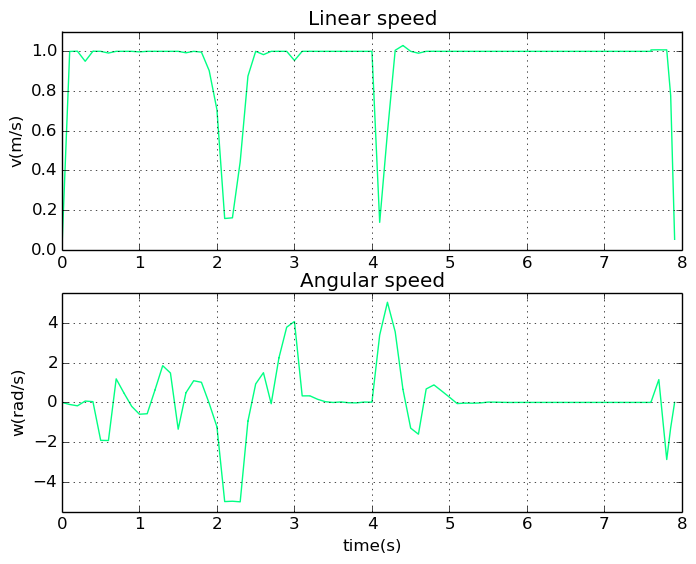 Linear speed
v(m/s)
1.0
0.8
0.6
0.4
0.2
0.0
0 1 2 3 4 5 6 7 8
Angular speed
w(rad/s)
4
2
0
−2
−4
0 1 2 3 4 5 6 7 8
time(s)